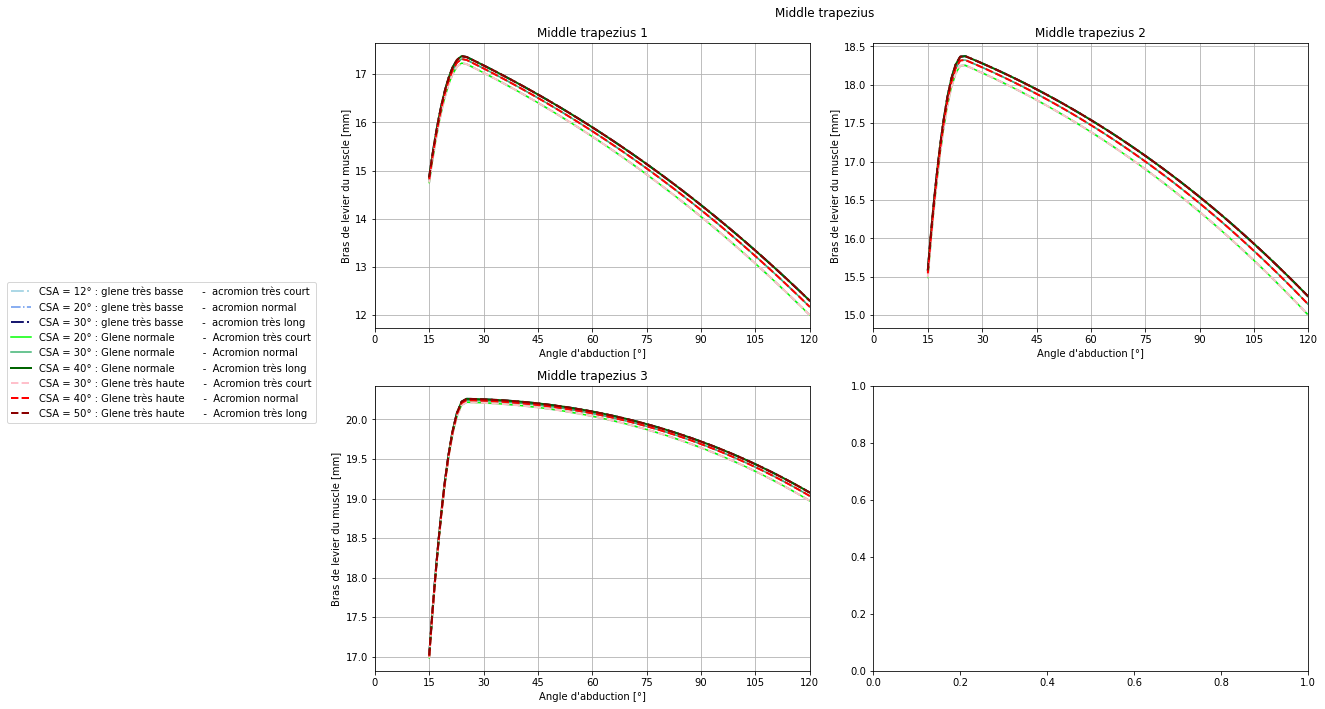 Middle trapezius
Middle trapezius 1
17
16
15
14
13
12
Bras de levier du muscle [mm]
0 15 30 45 60 75 90 105 120
Angle d'abduction [°]
Middle trapezius 2
18.5
18.0
17.5
17.0
16.5
16.0
15.5
15.0
Bras de levier du muscle [mm]
0 15 30 45 60 75 90 105 120
Angle d'abduction [°]
CSA = 12° : glene très basse - acromion très court
CSA = 20° : glene très basse - acromion normal
CSA = 30° : glene très basse - acromion très long
CSA = 20° : Glene normale - Acromion très court
CSA = 30° : Glene normale - Acromion normal
CSA = 40° : Glene normale - Acromion très long
CSA = 30° : Glene très haute - Acromion très court
CSA = 40° : Glene très haute - Acromion normal
CSA = 50° : Glene très haute - Acromion très long
Middle trapezius 3
20.0
19.5
19.0
18.5
18.0
17.5
17.0
Bras de levier du muscle [mm]
0 15 30 45 60 75 90 105 120
Angle d'abduction [°]
1.0
0.8
0.6
0.4
0.2
0.0
0.0 0.2 0.4 0.6 0.8 1.0